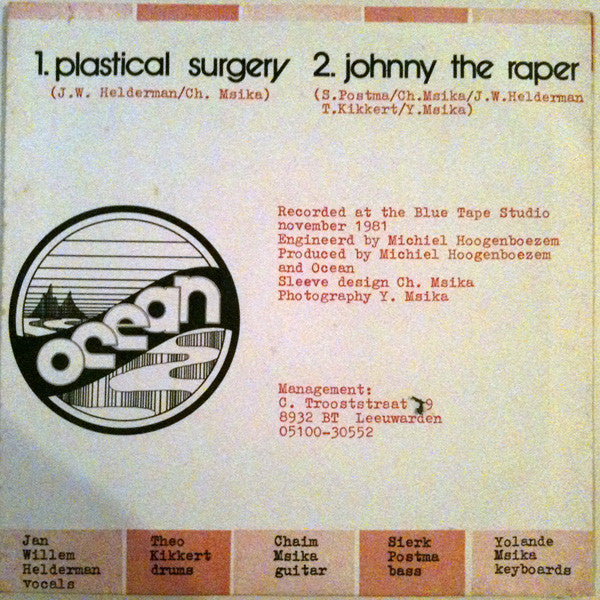 1. plastical surgery
(J.W. Helderman/Ch. Msika)
2. johnny the raper
(S.Postma/Ch.Msika/J.W.Helderman
T.Kikkert/Y.Msika)
Recorded at the Blue Tape Studio
november 1981
Engineerd by Michiel Hoogenboezem
Produced by Michiel Hoogenboezem
and Ocean
Sleeve design Ch. Msika
Photography Y. Msika
ocean
Management:
C. Trooststraat
8932 BT Leeuwarden
05100-30552
Jan
Willem
Helderman
vocals
Theo
Kikkert
drums
Chaim
Msika
guitar
Sierk
Postma
bass
Yolande
Msika
keyboards